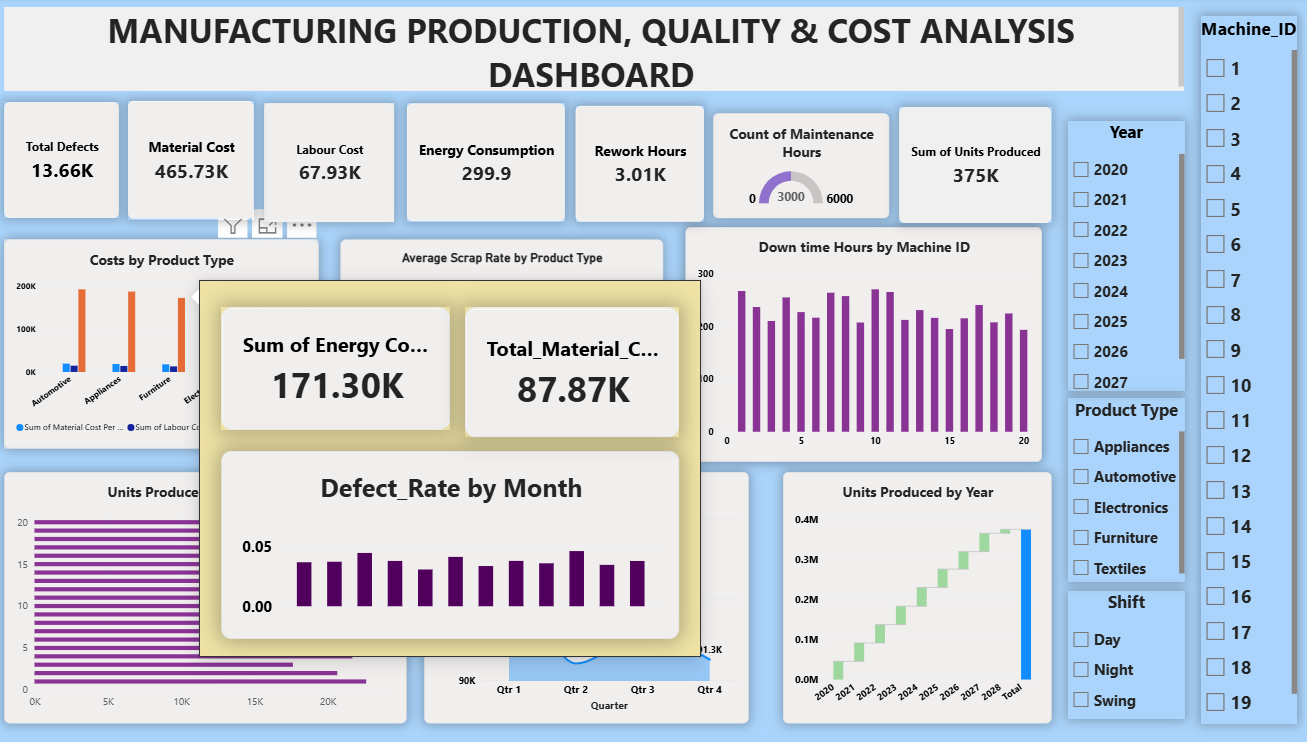 MANUFACTURING PRODUCTION, QUALITY & COST ANALYSIS
DASHBOARD
Total Defects
13.66K
Material Cost
465.73K
Labour Cost
67.93K
Energy Consumption
299.9
Rework Hours
3.01K
Count of Maintenance
Hours
0
3000
6000
Sum of Units Produced
375K
Costs by Product Type
200K
100K
0K
Automotive
Appliances
Furniture
Sum of Material Cost Per ...
Sum of Labour
Average Scrap Rate by Product Type
Down time Hours by Machine ID
300
200
100
0
0
5
10
15
20
Sum of Energy Co...
171.30K
Total_Material_C...
87.87K
Defect_Rate by Month
0.05
0.00
Units Produce
20
15
10
5
0
0K
5K
10K
15K
20K
90K
Qtr 1
Qtr 2
Qtr 3
Qtr 4
Quarter
Units Produced by Year
0.4M
0.3M
0.2M
0.1M
0.0M
2020
2021
2022
2023
2024
2025
2026
2027
2028
Total
Year
2020
2021
2022
2023
2024
2025
2026
2027
Product Type
Appliances
Automotive
Electronics
Furniture
Textiles
Shift
Day
Night
Swing
Machine_ID
1
2
3
4
5
6
7
8
9
10
11
12
13
14
15
16
17
18
19